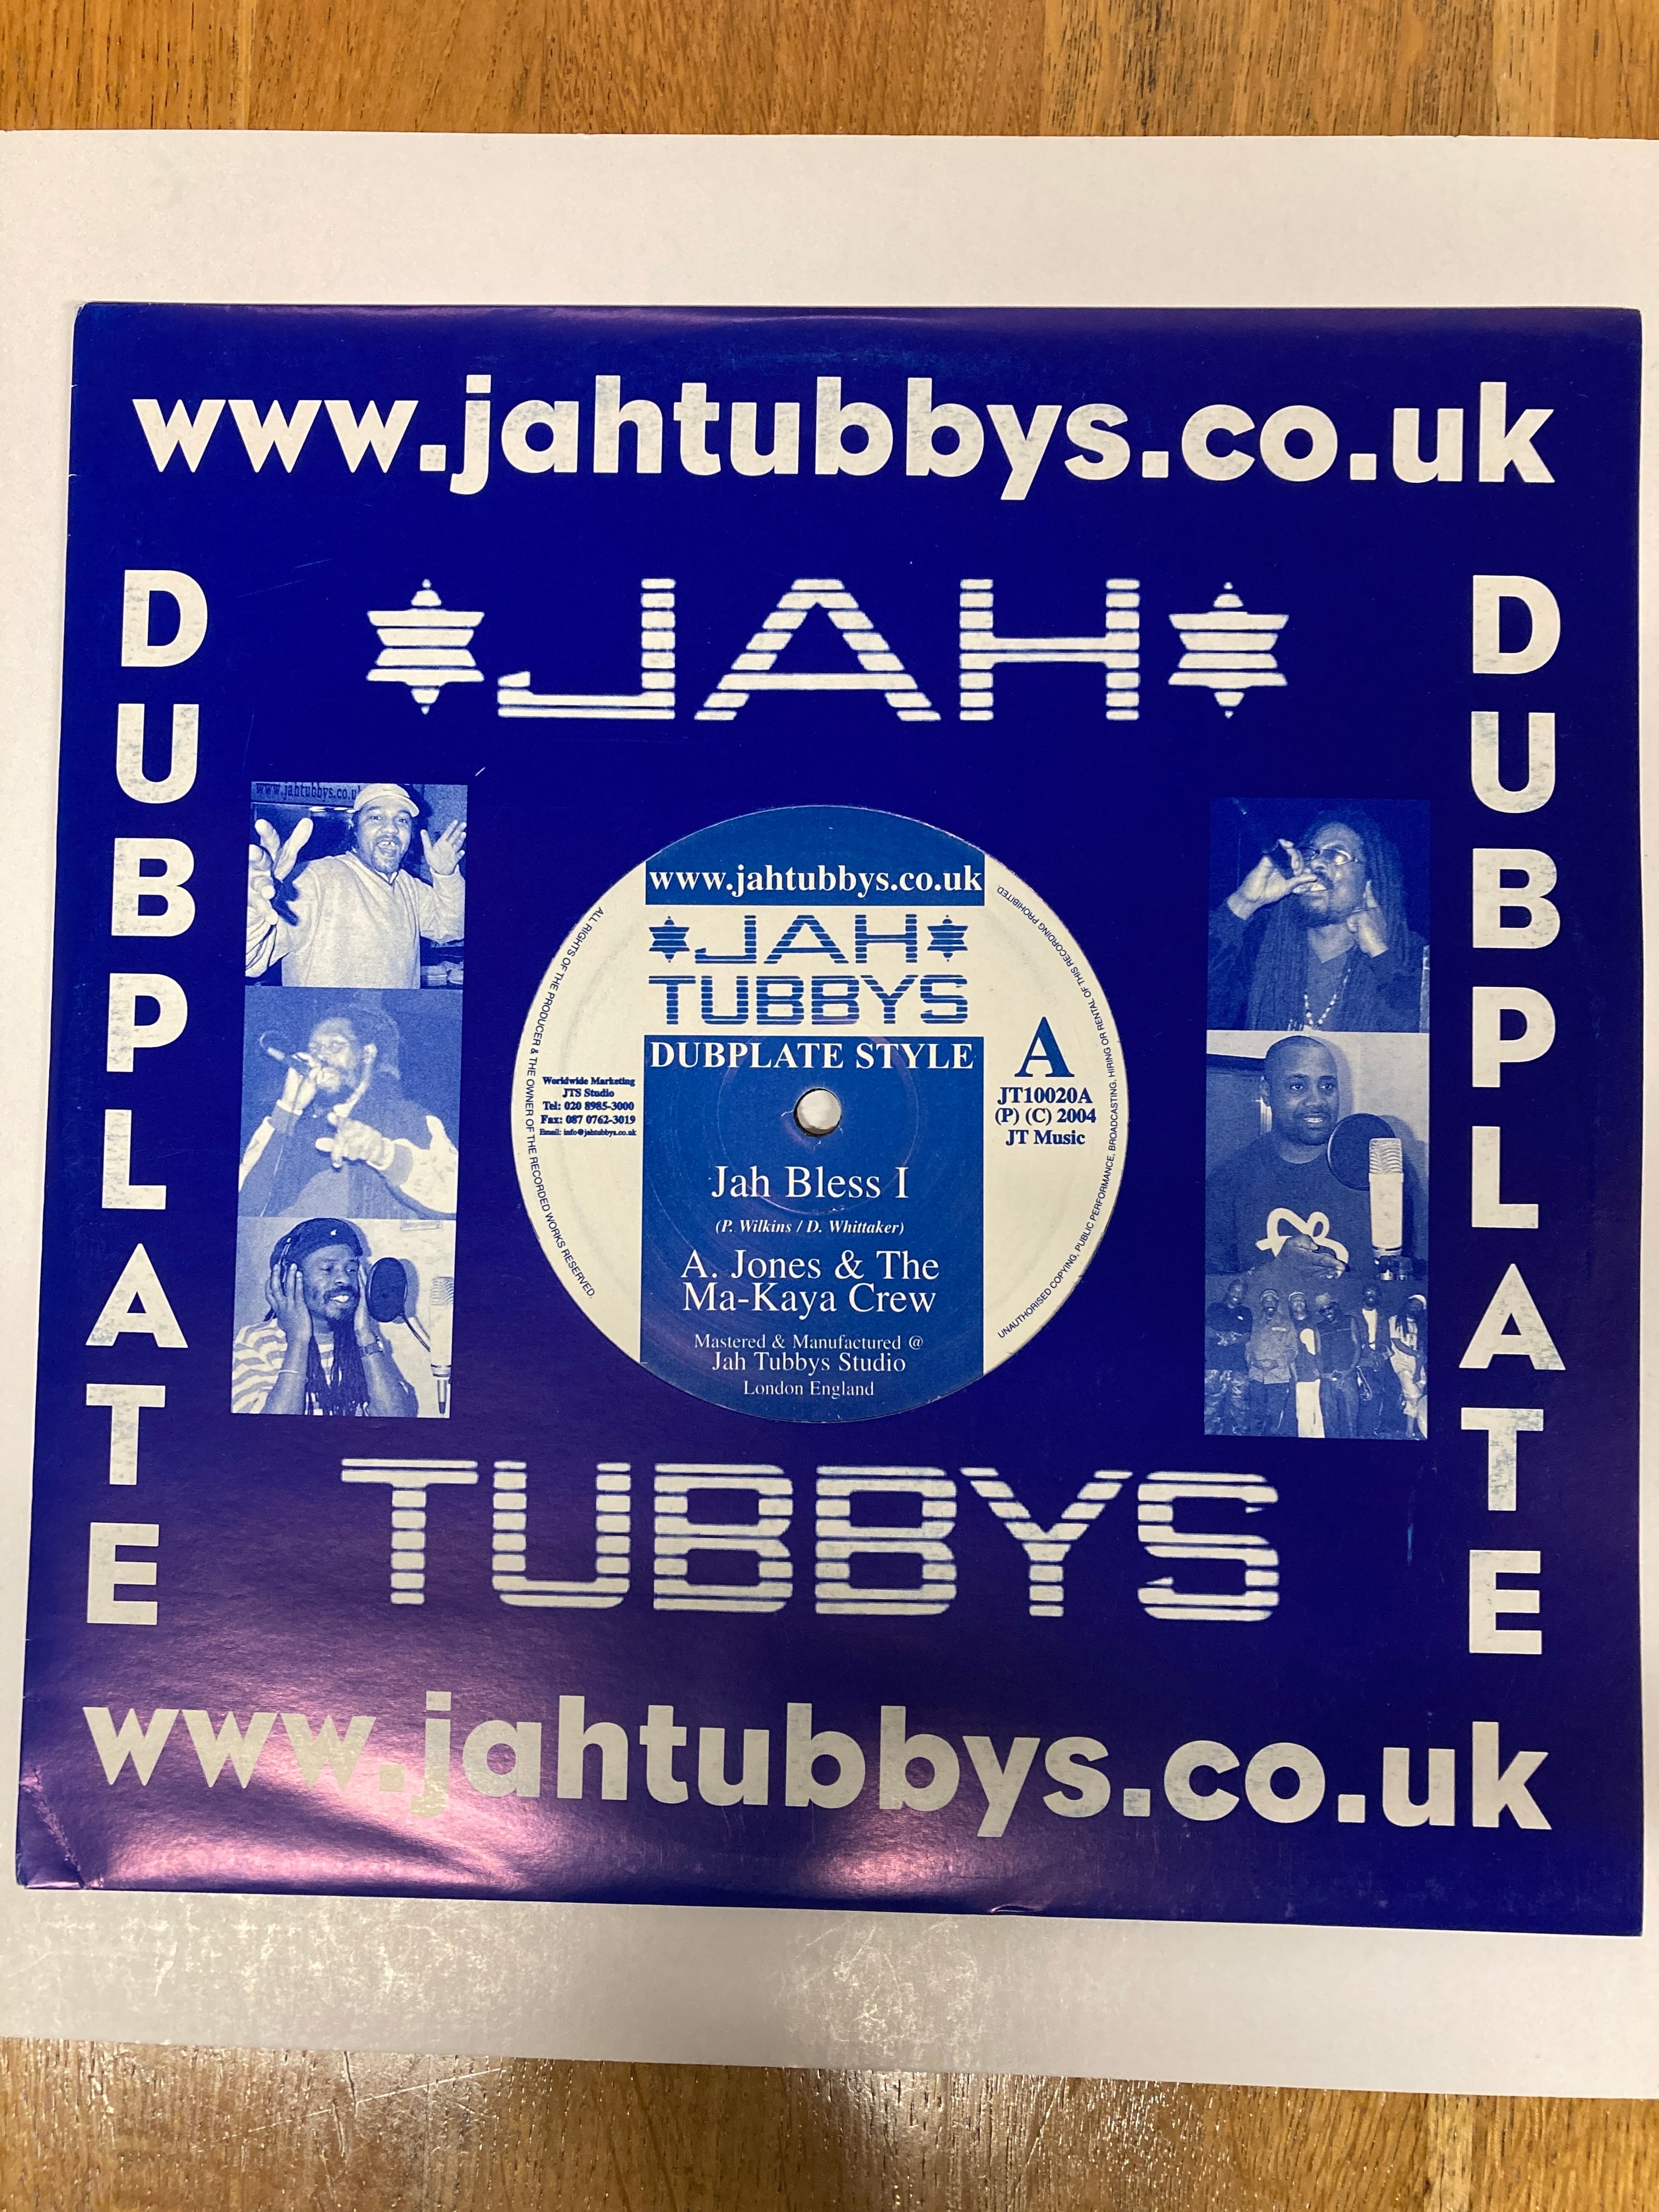 www.jahtubbys.co.uk
JAH
DUBPLATE
DUBPLATE
www.jahtubbys.co.u
www.jahtubbys.co.uk
JAH
TUBBYS
DUBPLATE STYLE
A
JT10020A
(P) (C) 2004
JT Music
Worldwide Marketing
JTS Studio
Tel: 020 8985-3000
Fax: 087 0762-3019
Email: info@jahtubbys.co.uk
Jah Bless I
(P. Wilkins / D. Whittaker)
A. Jones & The
Ma-Kaya Crew
Mastered & Manufactured @
Jah Tubbys Studio
London England
ALL RIGHTS OF THE PRODUCER & THE OWNER OF THE RECORDED WORKS RESERVED.
UNAUTHORISED COPYING, PUBLIC PERFORMANCE, BROADCASTING, HIRING OR RENTAL OF THIS RECORDING PROHIBITED.
TUBBYS
www.jahtubbys.co.uk